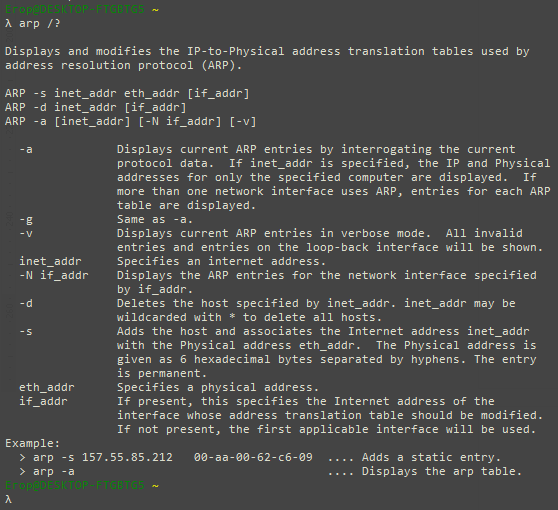 Егор@DESKTOP-FTGBTG5 ~
λ arp /?
Displays and modifies the IP-to-Physical address translation tables used by
address resolution protocol (ARP).
ARP -s inet_addr eth_addr [if_addr]
ARP -d inet_addr [if_addr]
ARP -a [inet_addr] [-N if_addr] [-v]
-a Displays current ARP entries by interrogating the current
protocol data. If inet_addr is specified, the IP and Physical
addresses for only the specified computer are displayed. If
more than one network interface uses ARP, entries for each ARP
table are displayed.
-g Same as -a.
-v Displays current ARP entries in verbose mode. All invalid
entries and entries on the loop-back interface will be shown.
inet_addr Specifies an internet address.
-N if_addr Displays the ARP entries for the network interface specified
by if_addr.
-d Deletes the host specified by inet_addr. inet_addr may be
wildcarded with * to delete all hosts.
-s Adds the host and associates the Internet address inet_addr
with the Physical address eth_addr. The Physical address is
given as 6 hexadecimal bytes separated by hyphens. The entry
is permanent.
eth_addr Specifies a physical address.
if_addr If present, this specifies the Internet address of the
interface whose address translation table should be modified.
If not present, the first applicable interface will be used.
Example:
> arp -s 157.55.85.212 00-aa-00-62-c6-09 .... Adds a static entry.
> arp -a .... Displays the arp table.
Егор@DESKTOP-FTGBTG5 ~
λ